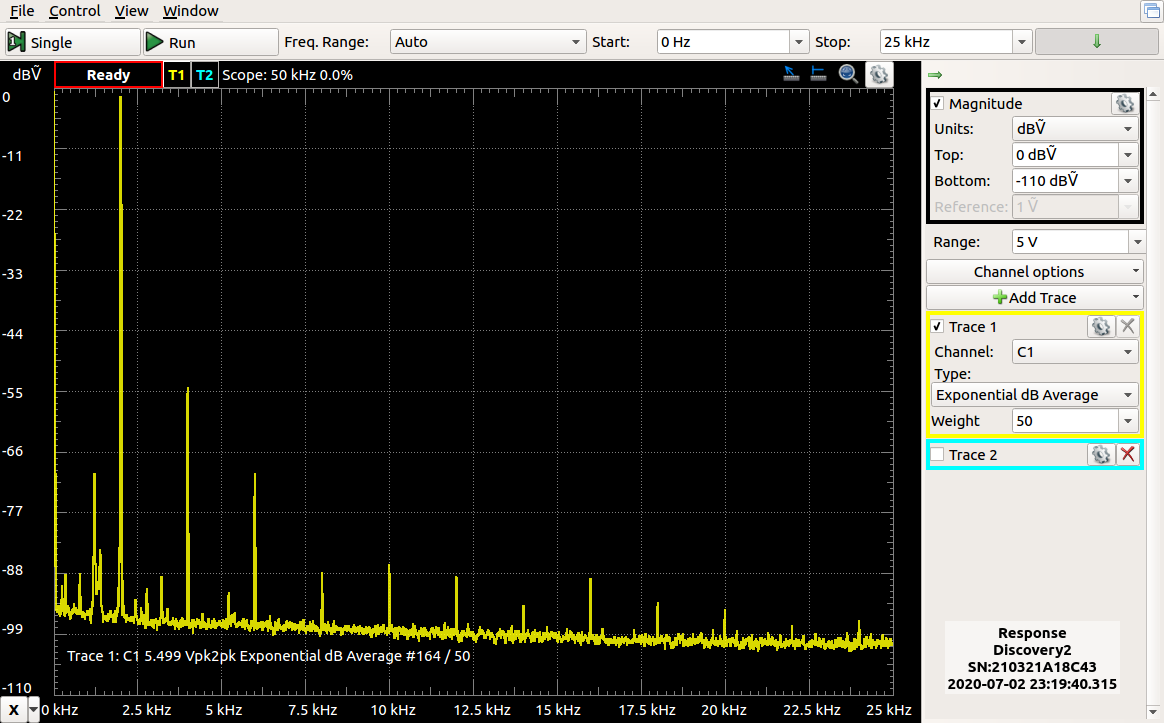 File Control View Window
Single Run Freq. Range: Auto Start: 0 Hz Stop: 25 kHz
dBṼ Ready T1 T2 Scope: 50 kHz 0.0%
0
-11
-22
-33
-44
-55
-66
-77
-88
-99
-110
Trace 1: C1 5.499 Vpk2pk Exponential dB Average #164 / 50
X 0 kHz 2.5 kHz 5 kHz 7.5 kHz 10 kHz 12.5 kHz 15 kHz 17.5 kHz 20 kHz 22.5 kHz 25 kHz
Magnitude
Units: dBṼ
Top: 0 dBṼ
Bottom: -110 dBṼ
Reference: 1 Ṽ
Range: 5 V
Channel options
Add Trace
Trace 1
Channel: C1
Type:
Exponential dB Average
Weight 50
Trace 2
Response
Discovery2
SN:210321A18C43
2020-07-02 23:19:40.315